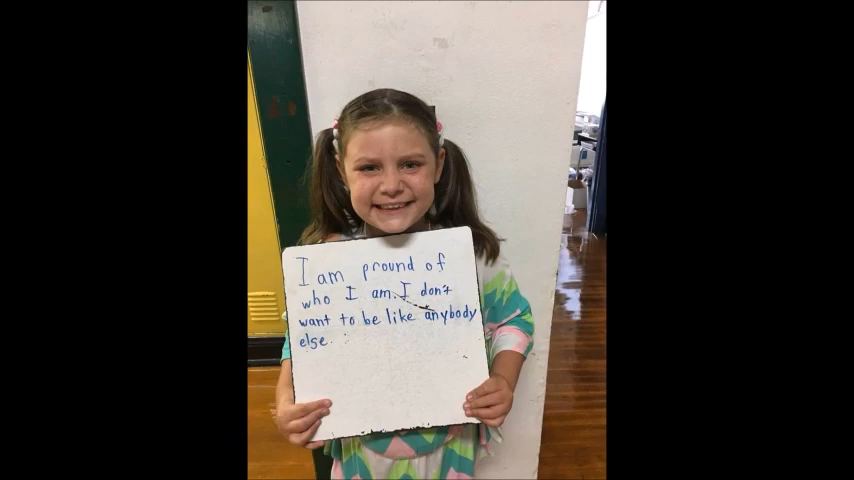 I am pround of
who I am. I don't
want to be like anybody
else.